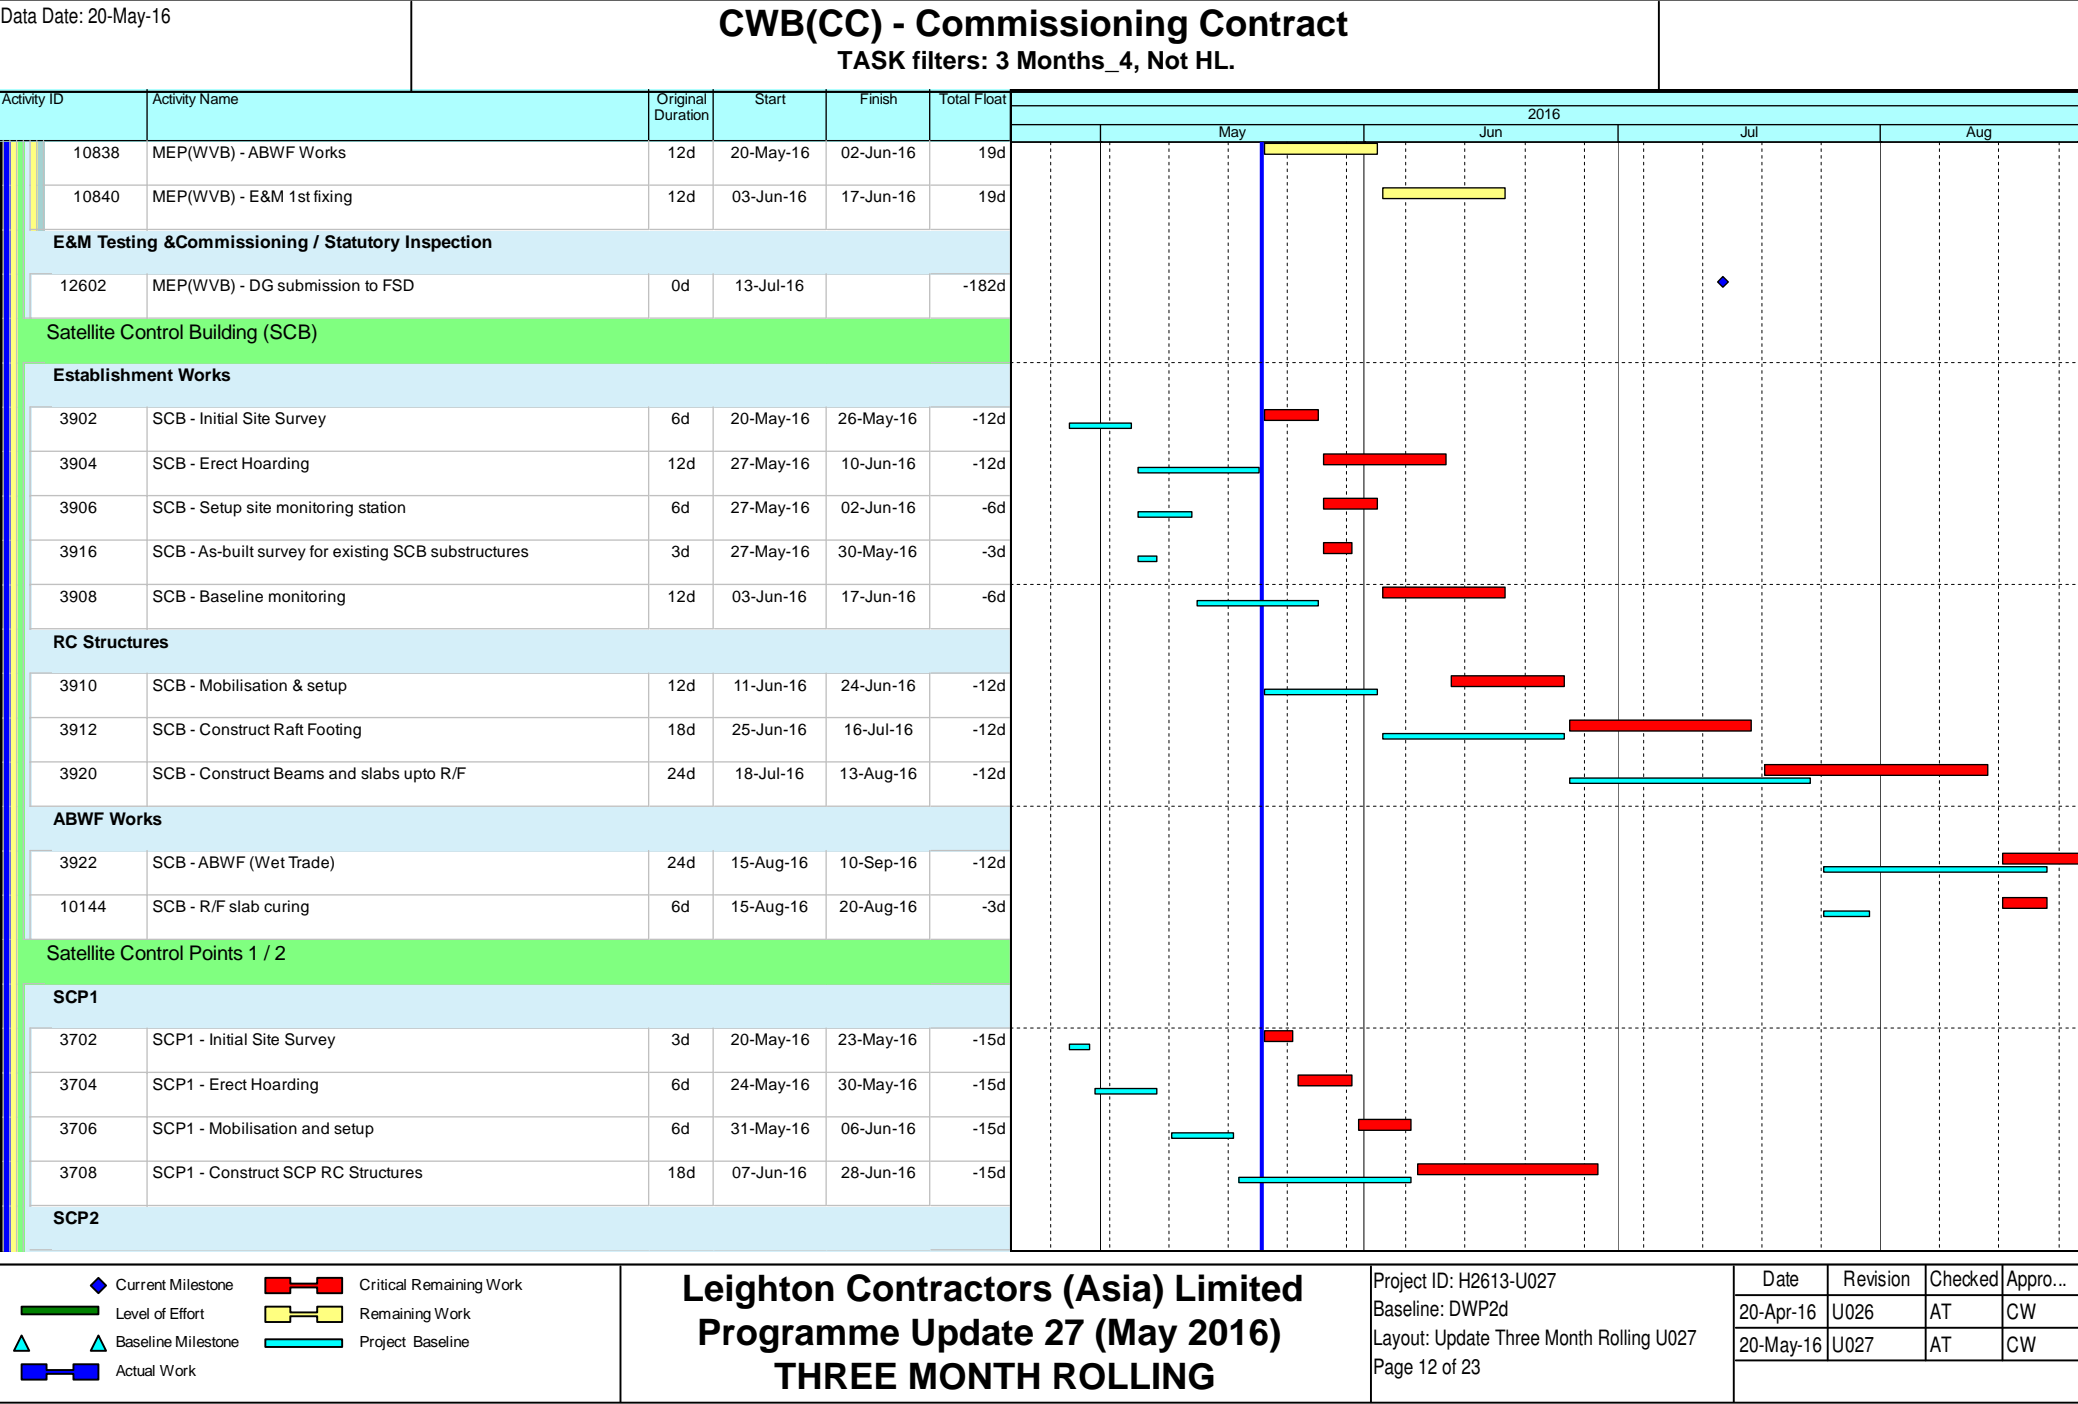 Data Date: 20-May-16
CWB(CC) - Commissioning Contract
TASK filters: 3 Months_4, Not HL.
Activity ID Activity Name Original Duration Start Finish Total Float
2016
May Jun Jul Aug
10838 MEP(WVB) - ABWF Works 12d 20-May-16 02-Jun-16 19d
10840 MEP(WVB) - E&M 1st fixing 12d 03-Jun-16 17-Jun-16 19d
E&M Testing &Commissioning / Statutory Inspection
12602 MEP(WVB) - DG submission to FSD 0d 13-Jul-16 -182d
Satellite Control Building (SCB)
Establishment Works
3902 SCB - Initial Site Survey 6d 20-May-16 26-May-16 -12d
3904 SCB - Erect Hoarding 12d 27-May-16 10-Jun-16 -12d
3906 SCB - Setup site monitoring station 6d 27-May-16 02-Jun-16 -6d
3916 SCB - As-built survey for existing SCB substructures 3d 27-May-16 30-May-16 -3d
3908 SCB - Baseline monitoring 12d 03-Jun-16 17-Jun-16 -6d
RC Structures
3910 SCB - Mobilisation & setup 12d 11-Jun-16 24-Jun-16 -12d
3912 SCB - Construct Raft Footing 18d 25-Jun-16 16-Jul-16 -12d
3920 SCB - Construct Beams and slabs upto R/F 24d 18-Jul-16 13-Aug-16 -12d
ABWF Works
3922 SCB - ABWF (Wet Trade) 24d 15-Aug-16 10-Sep-16 -12d
10144 SCB - R/F slab curing 6d 15-Aug-16 20-Aug-16 -3d
Satellite Control Points 1 / 2
SCP1
3702 SCP1 - Initial Site Survey 3d 20-May-16 23-May-16 -15d
3704 SCP1 - Erect Hoarding 6d 24-May-16 30-May-16 -15d
3706 SCP1 - Mobilisation and setup 6d 31-May-16 06-Jun-16 -15d
3708 SCP1 - Construct SCP RC Structures 18d 07-Jun-16 28-Jun-16 -15d
SCP2
Current Milestone Critical Remaining Work
Level of Effort Remaining Work
Baseline Milestone Project Baseline
Actual Work
Leighton Contractors (Asia) Limited
Programme Update 27 (May 2016)
THREE MONTH ROLLING
Project ID: H2613-U027
Baseline: DWP2d
Layout: Update Three Month Rolling U027
Page 12 of 23
Date Revision Checked Appro...
20-Apr-16 U026 AT CW
20-May-16 U027 AT CW